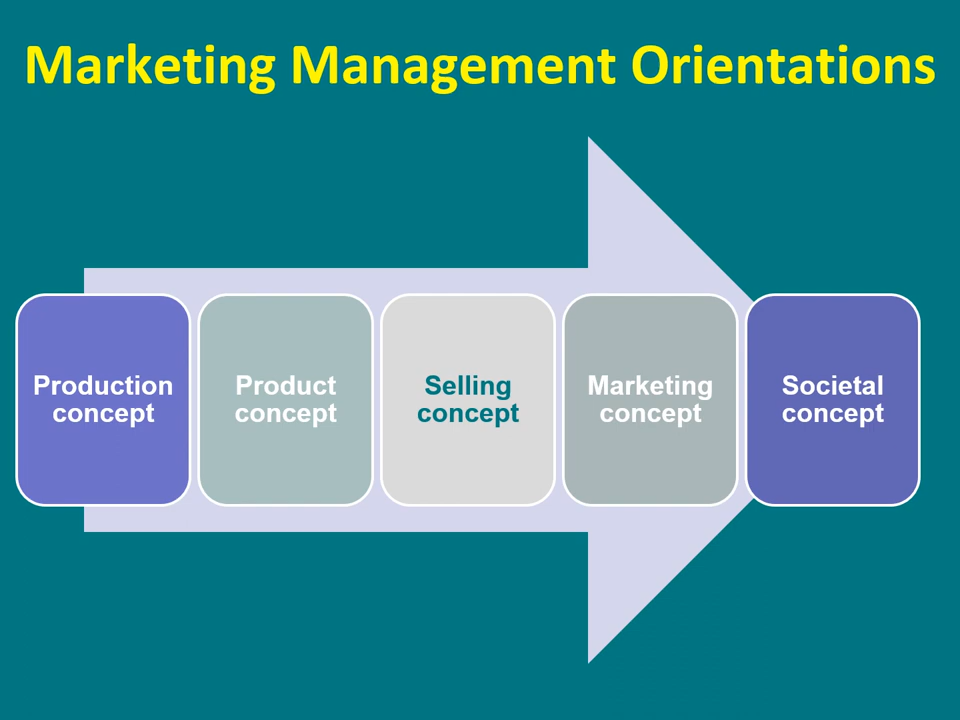 Marketing Management Orientations
Production
concept
Product
concept
Selling
concept
Marketing
concept
Societal
concept